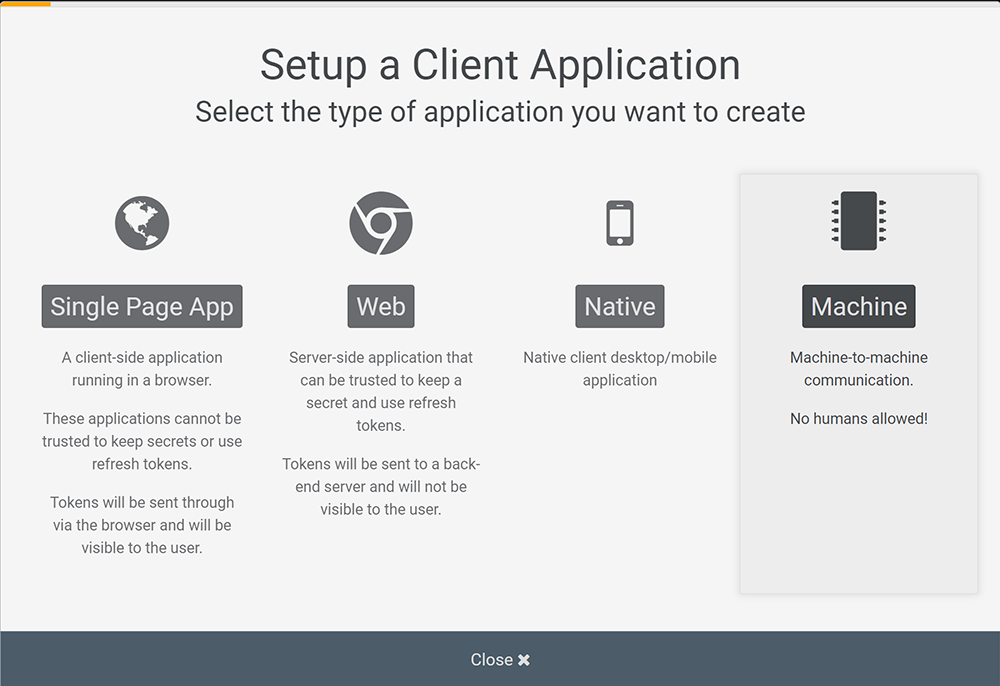 Setup a Client Application
Select the type of application you want to create
Single Page App
A client-side application
running in a browser.
These applications cannot be
trusted to keep secrets or use
refresh tokens.
Tokens will be sent through
via the browser and will be
visible to the user.
Web
Server-side application that
can be trusted to keep a
secret and use refresh
tokens.
Tokens will be sent to a back-
end server and will not be
visible to the user.
Native
Native client desktop/mobile
application
Machine
Machine-to-machine
communication.
No humans allowed!
Close ✖